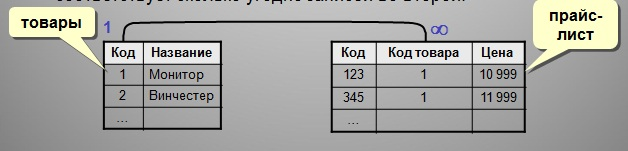 товары
1
∞
прайс-
лист
Код Название
1 Монитор
2 Винчестер
...
Код Код товара Цена
123 1 10 999
345 1 11 999
...